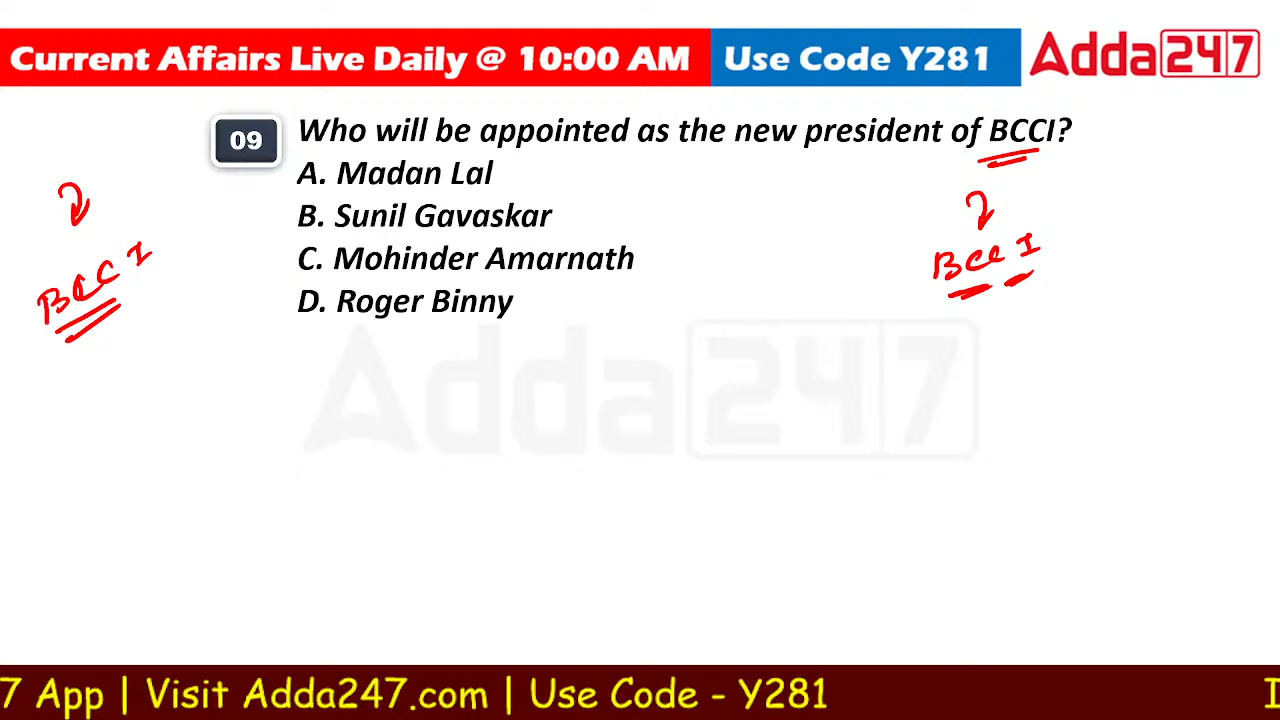 Current Affairs Live Daily @ 10:00 AM Use Code Y281 Adda247
09 Who will be appointed as the new president of BCCI?
A. Madan Lal
B. Sunil Gavaskar
C. Mohinder Amarnath
D. Roger Binny
BCCI
BCCI
Adda247
7 App | Visit Adda247.com | Use Code - Y281